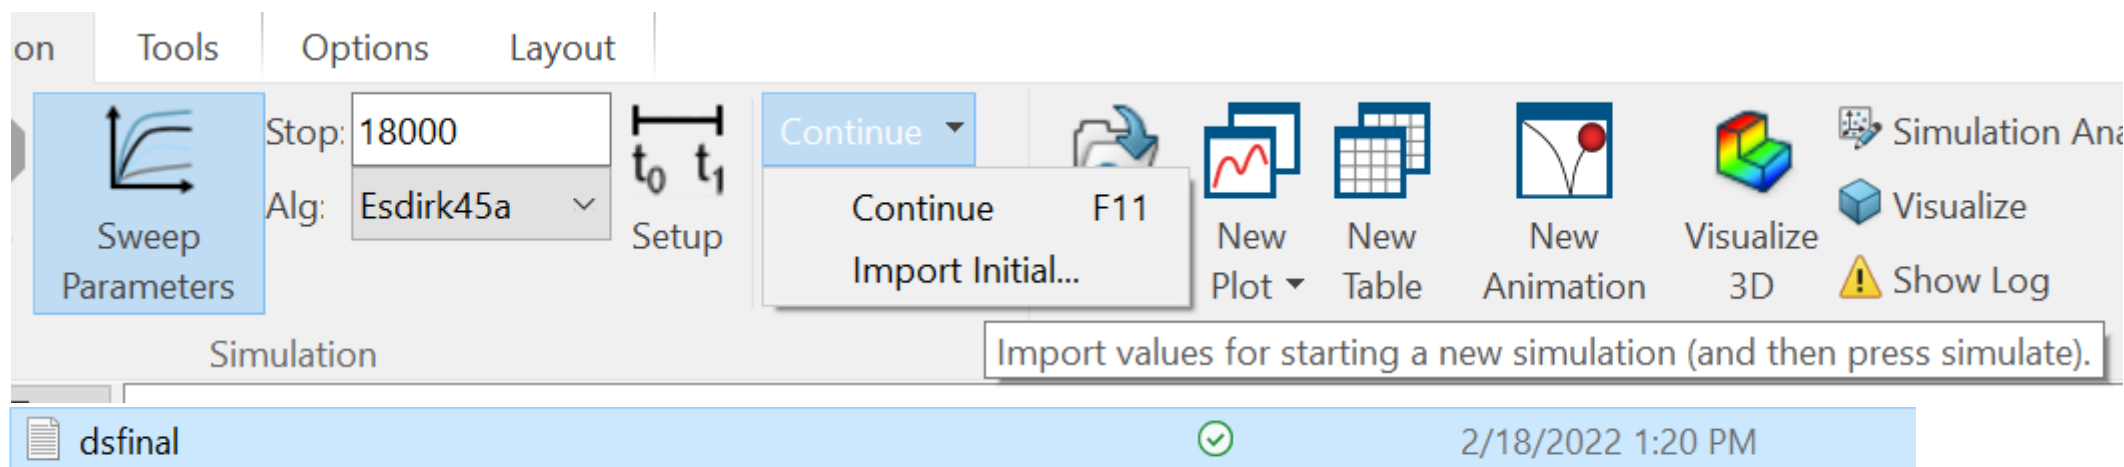 on Tools Options Layout
Stop: 18000
Continue
Alg: Esdirk45a
t0 t1
Sweep
Parameters
Setup
Continue F11
Import Initial...
New
Plot
New
Table
New
Animation
Visualize
3D
Simulation Ana
Visualize
Show Log
Simulation
Import values for starting a new simulation (and then press simulate).
dsfinal 2/18/2022 1:20 PM